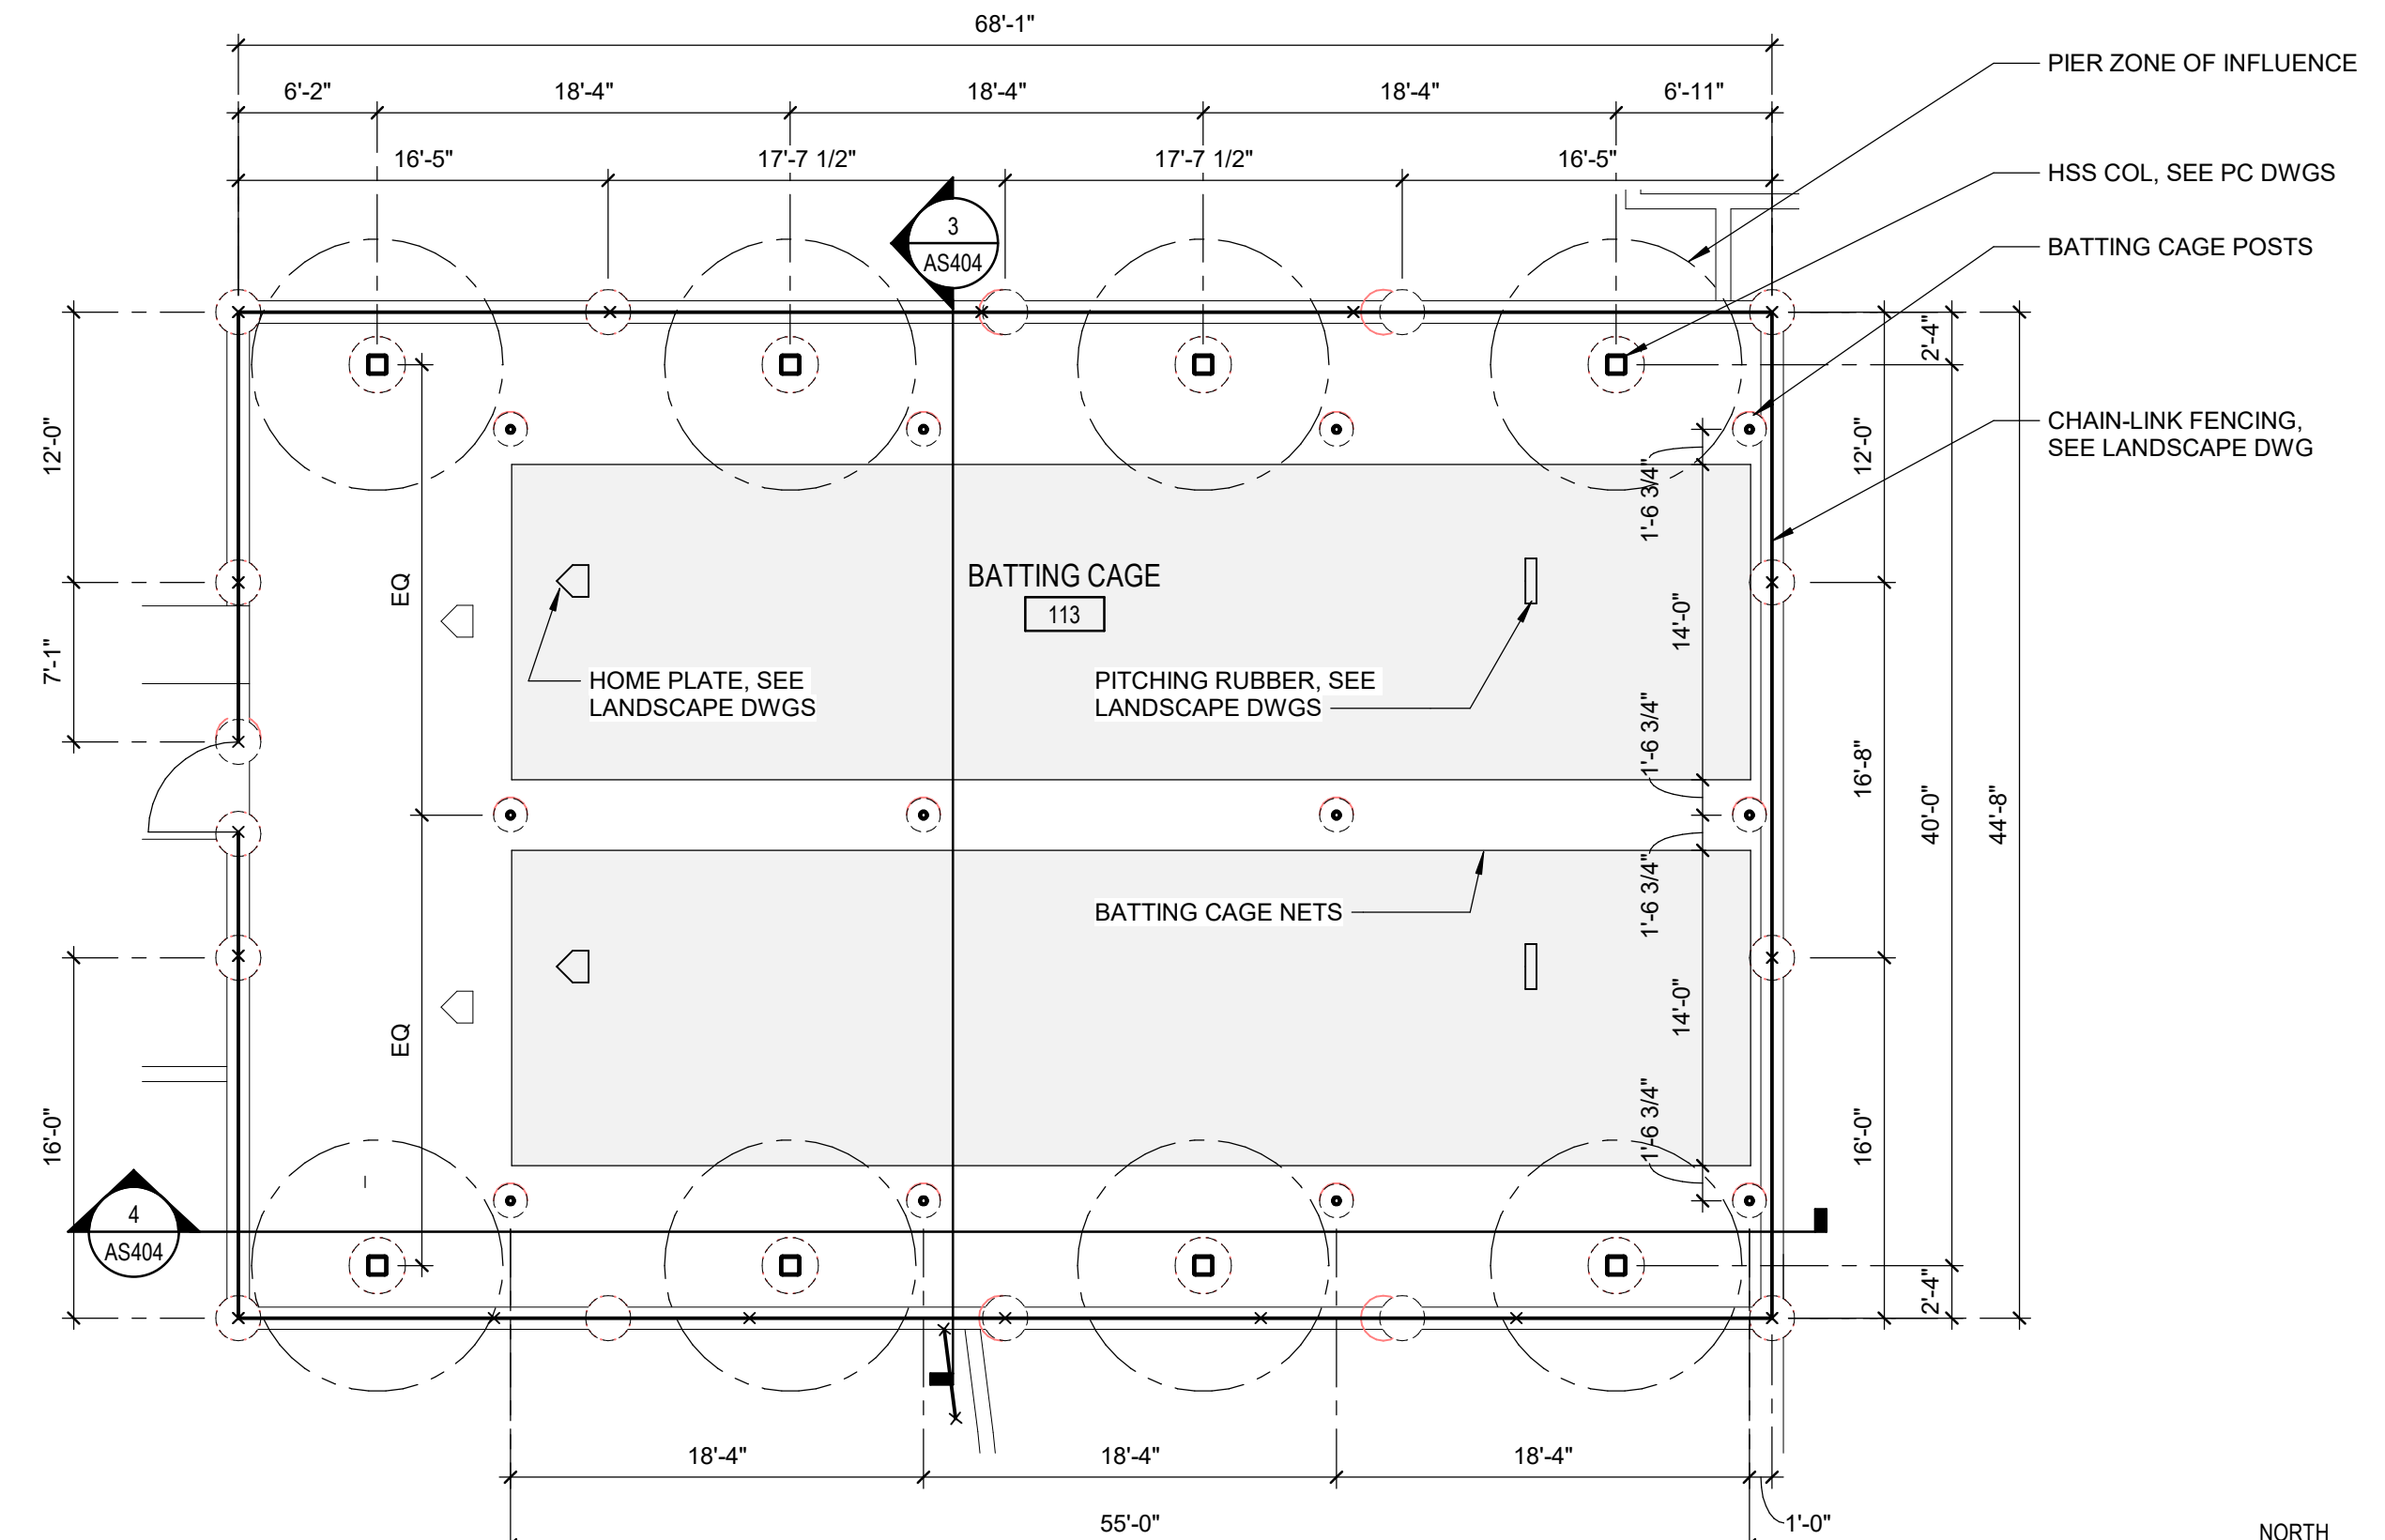 68'-1"
6'-2" 18'-4" 18'-4" 18'-4" 6'-11"
16'-5" 17'-7 1/2" 17'-7 1/2" 16'-5"
PIER ZONE OF INFLUENCE
HSS COL, SEE PC DWGS
BATTING CAGE POSTS
CHAIN-LINK FENCING,
SEE LANDSCAPE DWG
3
AS404
12'-0"
7'-1"
16'-0"
EQ
EQ
BATTING CAGE
113
HOME PLATE, SEE
LANDSCAPE DWGS
PITCHING RUBBER, SEE
LANDSCAPE DWGS
BATTING CAGE NETS
1'-6 3/4"
14'-0"
1'-6 3/4"
1'-6 3/4"
14'-0"
1'-6 3/4"
12'-0"
16'-8"
16'-0"
2'-4"
40'-0"
2'-4"
44'-8"
4
AS404
18'-4" 18'-4" 18'-4"
55'-0"
1'-0"
NORTH